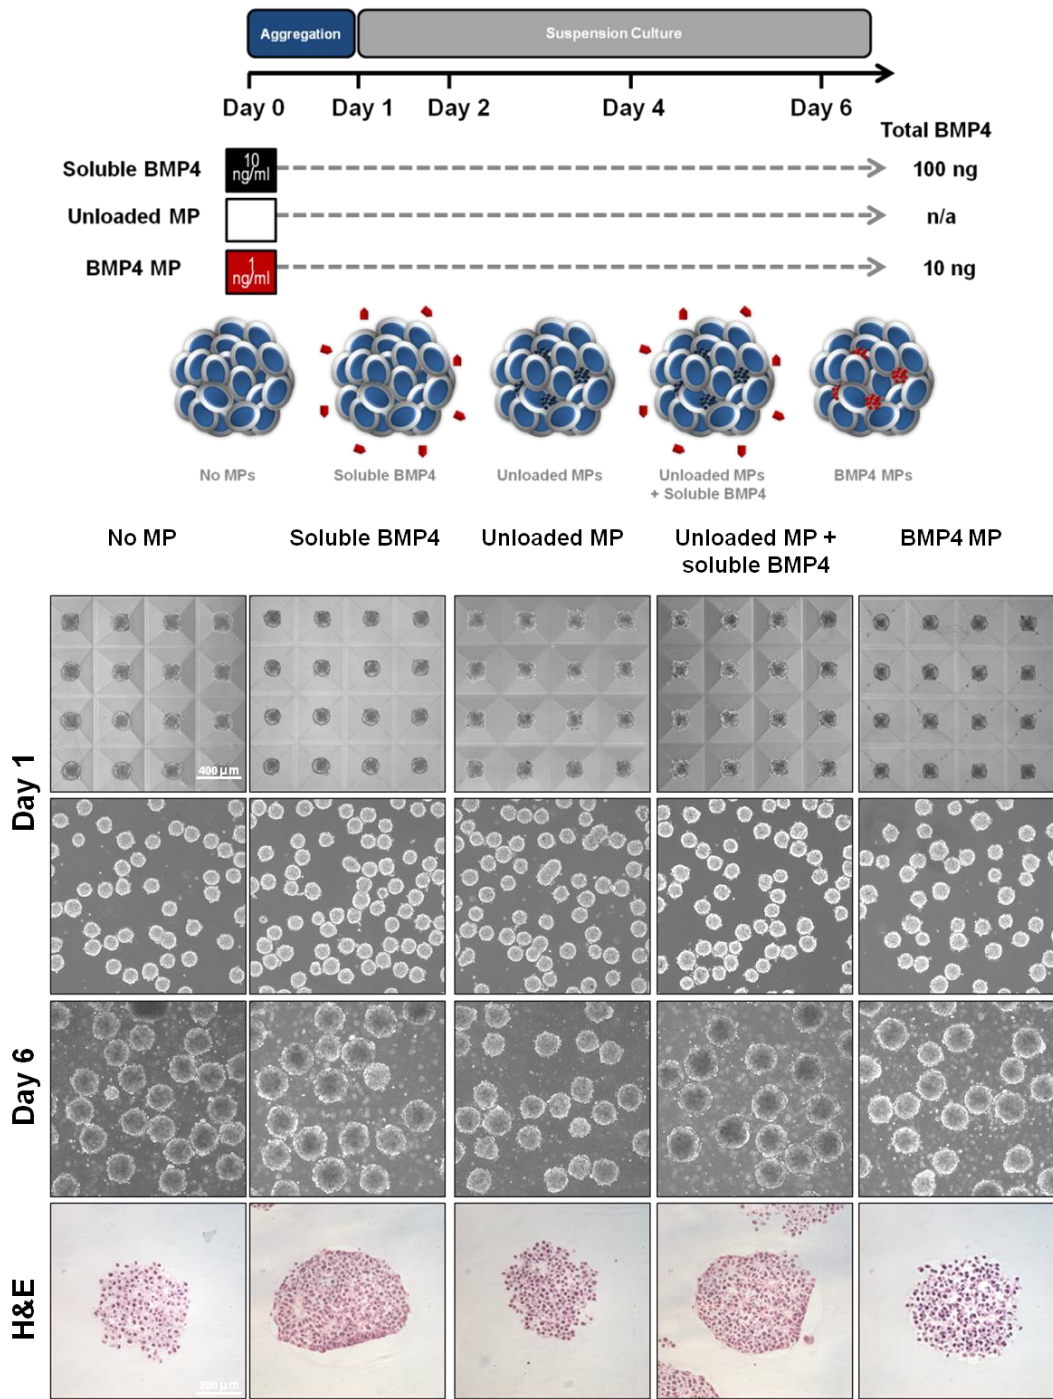 Aggregation
Suspension Culture
Day 0
Day 1
Day 2
Day 4
Day 6
Total BMP4
Soluble BMP4
10
ng/ml
100 ng
Unloaded MP
n/a
BMP4 MP
1
ng/ml
10 ng
No MPs
Soluble BMP4
Unloaded MPs
Unloaded MPs
+ Soluble BMP4
BMP4 MPs
No MP
Soluble BMP4
Unloaded MP
Unloaded MP +
soluble BMP4
BMP4 MP
Day 1
400 µm
Day 6
H&E
200 µm